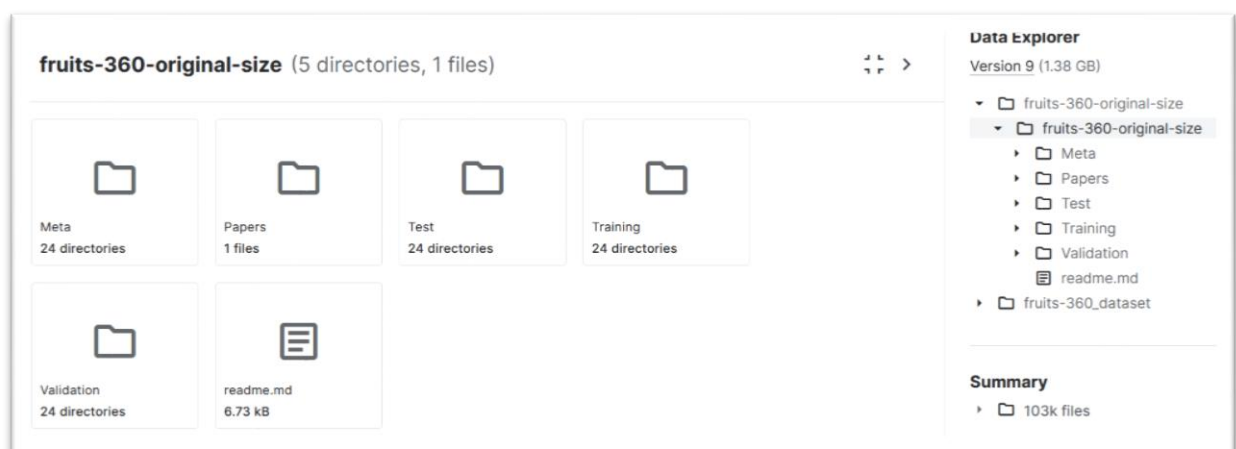 fruits-360-original-size (5 directories, 1 files)
Meta
24 directories
Papers
1 files
Test
24 directories
Training
24 directories
Validation
24 directories
readme.md
6.73 kB
Data Explorer
Version 9 (1.38 GB)
fruits-360-original-size
fruits-360-original-size
Meta
Papers
Test
Training
Validation
readme.md
fruits-360_dataset
Summary
103k files